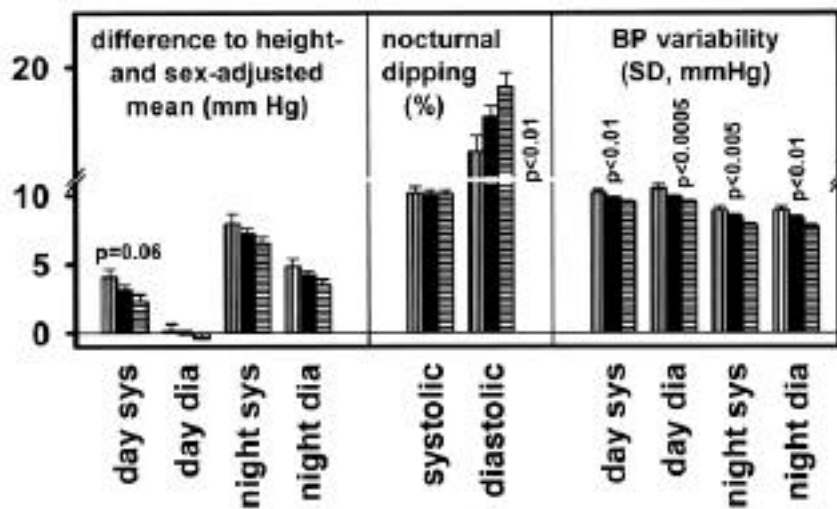 difference to height-
and sex-adjusted
mean (mm Hg)
nocturnal
dipping
(%)
BP variability
(SD, mmHg)
20
10
5
0
p=0.06
p<0.01
p<0.01
p<0.0005
p<0.005
p<0.01
day sys
day dia
night sys
night dia
systolic
diastolic
day sys
day dia
night sys
night dia